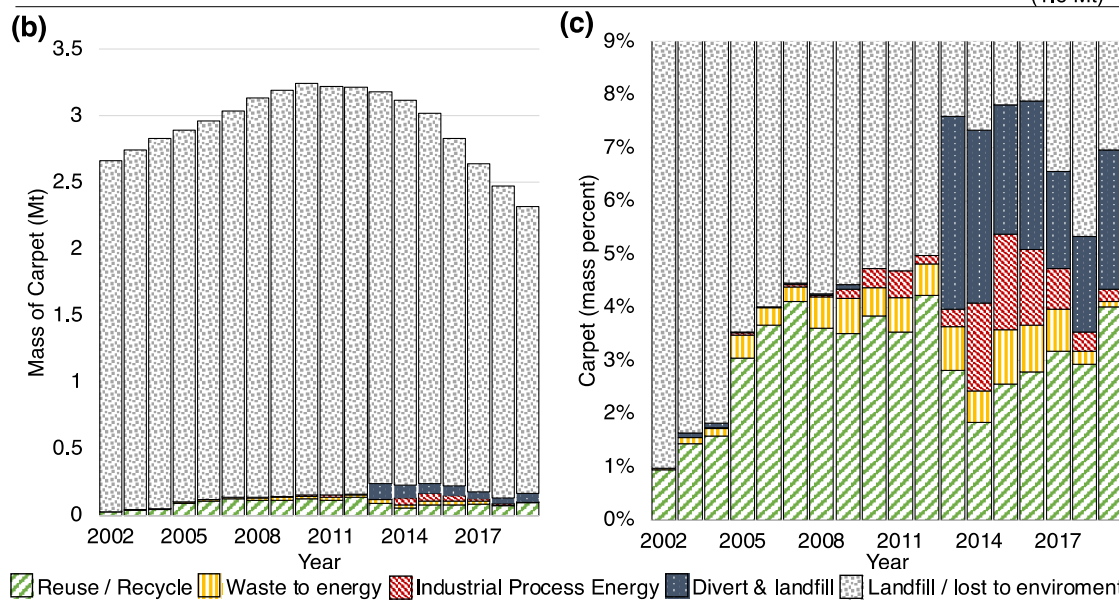 (b)
(c)
3.5
3
2.5
2
1.5
1
0.5
0
Mass of Carpet (Mt)
2002 2005 2008 2011 2014 2017
Year
9%
8%
7%
6%
5%
4%
3%
2%
1%
0%
Carpet (mass percent)
2002 2005 2008 2011 2014 2017
Year
Reuse / Recycle Waste to energy Industrial Process Energy Divert & landfill Landfill / lost to enviroment